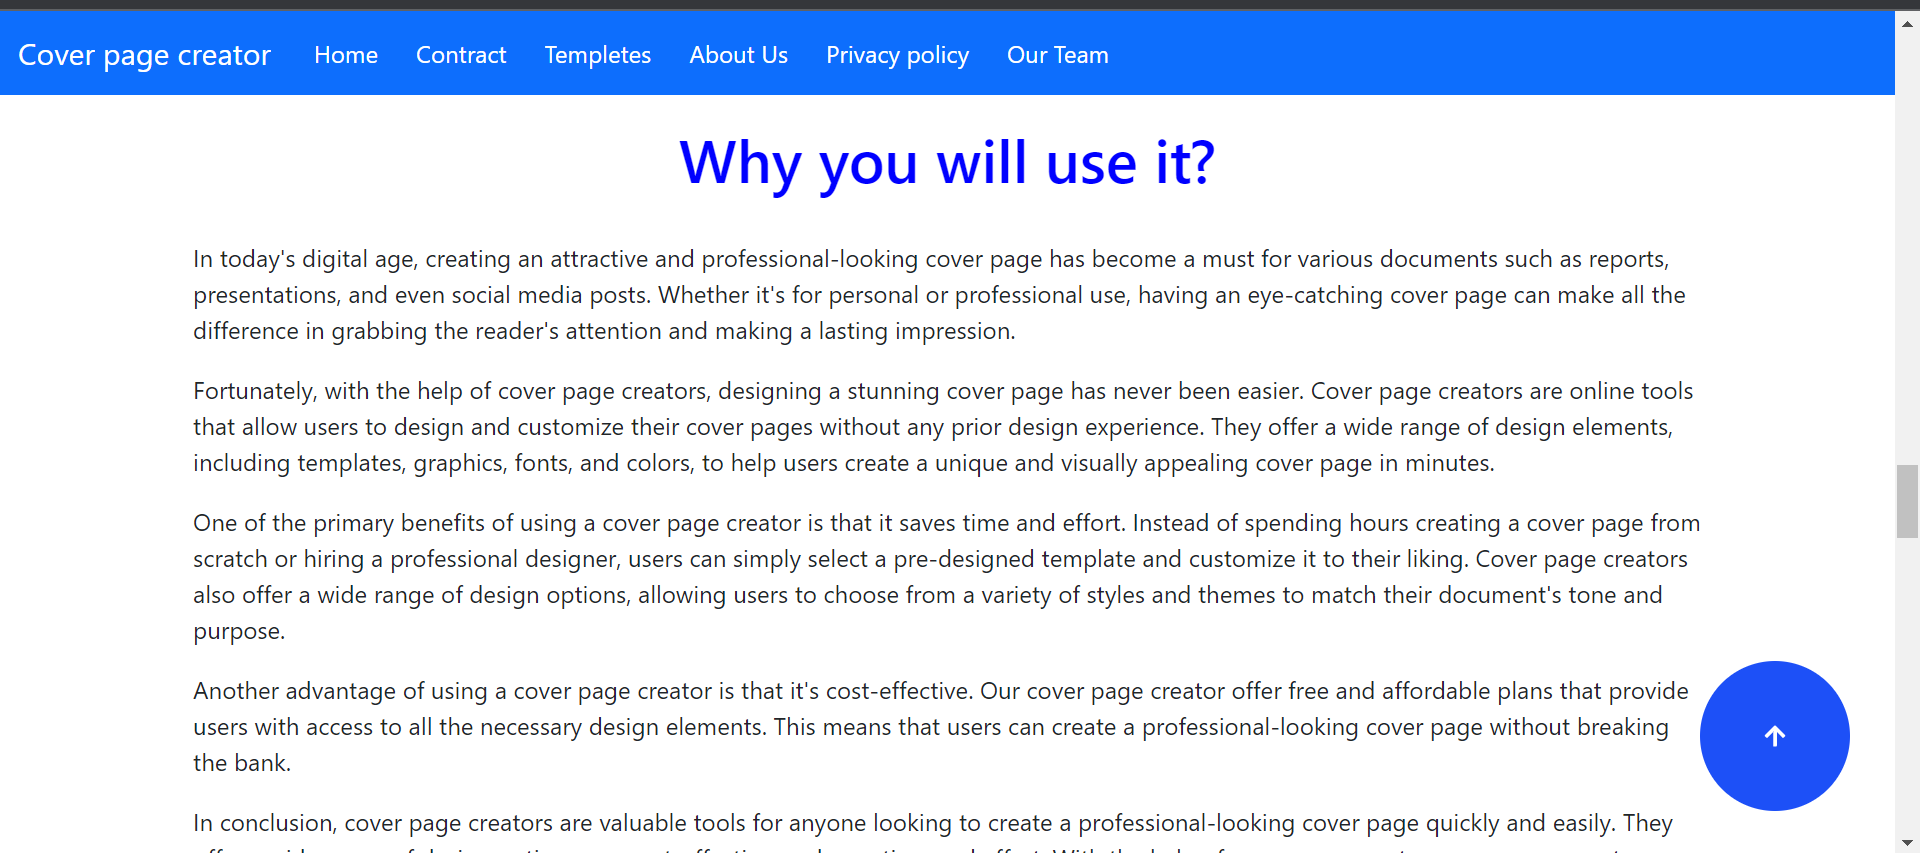 Cover page creator Home Contract Templetes About Us Privacy policy Our Team
Why you will use it?
In today's digital age, creating an attractive and professional-looking cover page has become a must for various documents such as reports,
presentations, and even social media posts. Whether it's for personal or professional use, having an eye-catching cover page can make all the
difference in grabbing the reader's attention and making a lasting impression.
Fortunately, with the help of cover page creators, designing a stunning cover page has never been easier. Cover page creators are online tools
that allow users to design and customize their cover pages without any prior design experience. They offer a wide range of design elements,
including templates, graphics, fonts, and colors, to help users create a unique and visually appealing cover page in minutes.
One of the primary benefits of using a cover page creator is that it saves time and effort. Instead of spending hours creating a cover page from
scratch or hiring a professional designer, users can simply select a pre-designed template and customize it to their liking. Cover page creators
also offer a wide range of design options, allowing users to choose from a variety of styles and themes to match their document's tone and
purpose.
Another advantage of using a cover page creator is that it's cost-effective. Our cover page creator offer free and affordable plans that provide
users with access to all the necessary design elements. This means that users can create a professional-looking cover page without breaking
the bank.
In conclusion, cover page creators are valuable tools for anyone looking to create a professional-looking cover page quickly and easily. They